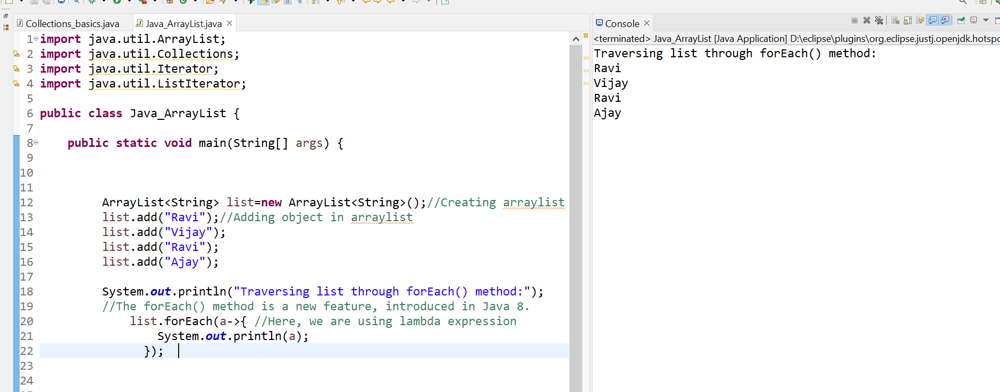 Collections_basics.java
Java_ArrayList.java
1 import java.util.ArrayList;
2 import java.util.Collections;
3 import java.util.Iterator;
4 import java.util.ListIterator;
5
6 public class Java_ArrayList {
7
8 public static void main(String[] args) {
9
10
11
12 ArrayList<String> list=new ArrayList<String>();//Creating arraylist
13 list.add("Ravi");//Adding object in arraylist
14 list.add("Vijay");
15 list.add("Ravi");
16 list.add("Ajay");
17
18 System.out.println("Traversing list through forEach() method:");
19 //The forEach() method is a new feature, introduced in Java 8.
20 list.forEach(a->{ //Here, we are using lambda expression
21 System.out.println(a);
22 });
23
24
Console
<terminated> Java_ArrayList [Java Application] D:\eclipse\plugins\org.eclipse.justj.openjdk.hotspo
Traversing list through forEach() method:
Ravi
Vijay
Ravi
Ajay